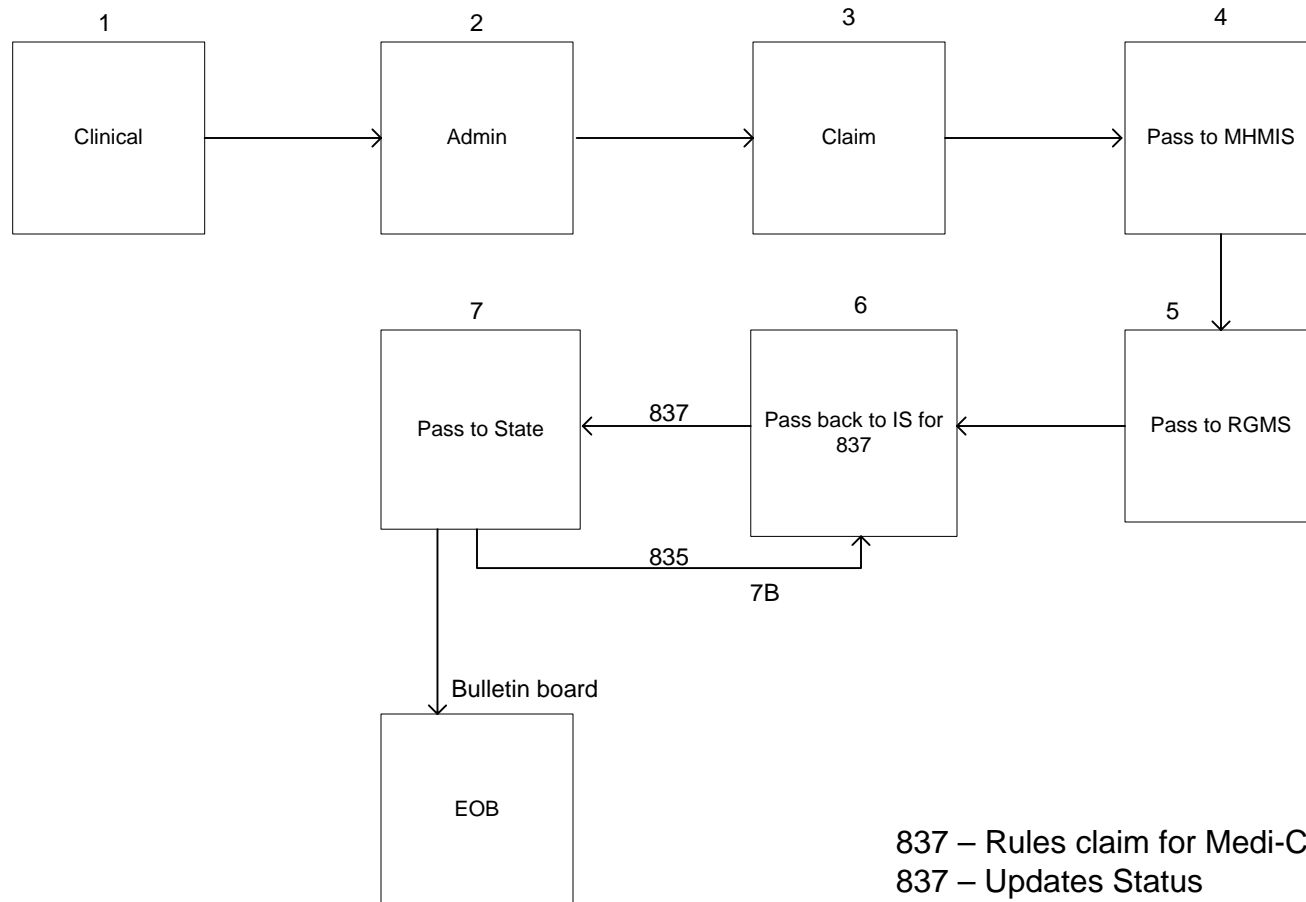 1
2
3
4
Clinical
Admin
Claim
Pass to MHMIS
7
6
5
Pass to State
837
Pass back to IS for
837
Pass to RGMS
835
7B
Bulletin board
EOB
837 – Rules claim for Medi-C
837 – Updates Status